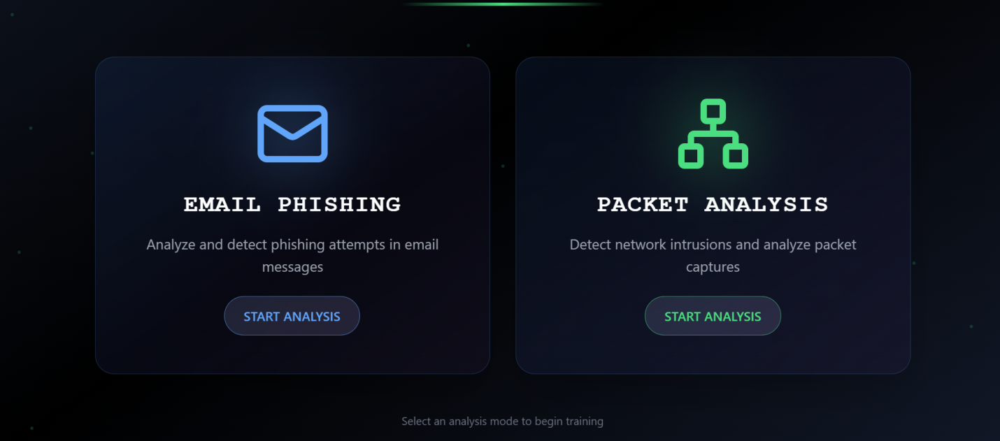 EMAIL PHISHING
Analyze and detect phishing attempts in email
messages
START ANALYSIS
PACKET ANALYSIS
Detect network intrusions and analyze packet
captures
START ANALYSIS
Select an analysis mode to begin training